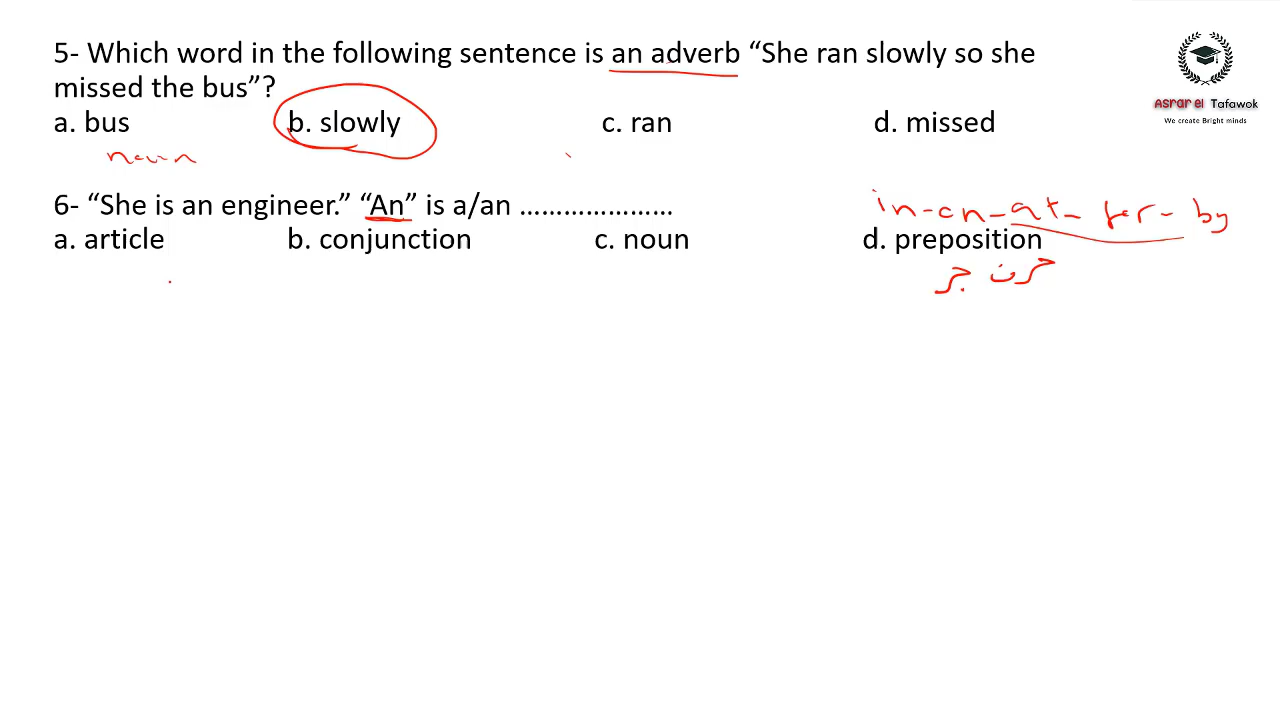 5- Which word in the following sentence is an adverb “She ran slowly so she
missed the bus”?
a. bus b. slowly c. ran d. missed
noun
6- “She is an engineer.” “An” is a/an …………………
in-on-at- for- by
a. article b. conjunction c. noun d. preposition
حرف جر
Asrar el Tafawok
We create Bright minds